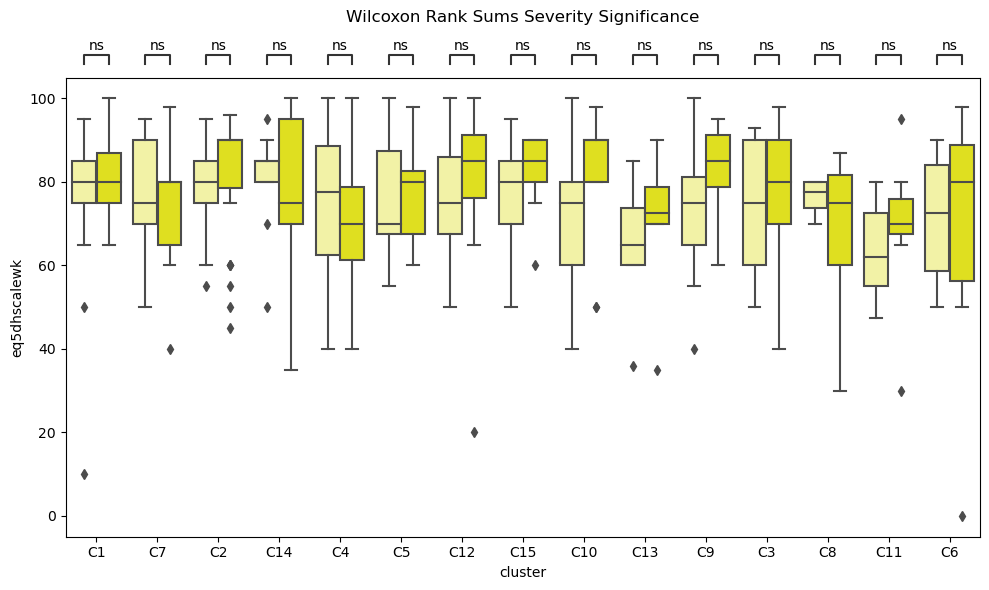 Wilcoxon Rank Sums Severity Significance
ns ns ns ns ns ns ns ns ns ns ns ns ns ns ns
100
80
60
40
20
0
eq5dhscalewk
C1 C7 C2 C14 C4 C5 C12 C15 C10 C13 C9 C3 C8 C11 C6
cluster